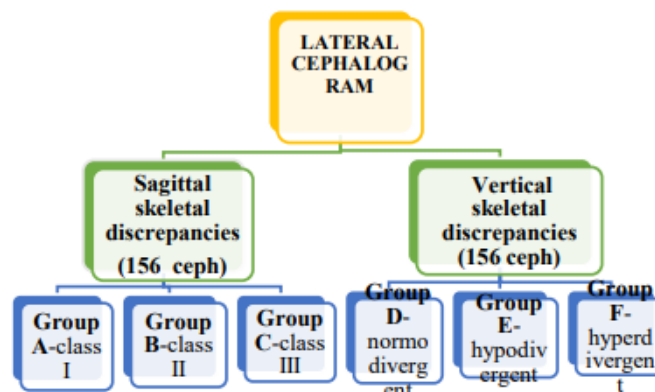 LATERAL
CEPHALOG
RAM
Sagittal
skeletal
discrepancies
(156 ceph)
Vertical
skeletal
discrepancies
(156 ceph)
Group
A-class
I
Group
B-class
II
Group
C-class
III
Group
D-
normo
diverg
ent
Group
E-
hypodiv
ergent
Group
F-
hyperd
ivergen
t